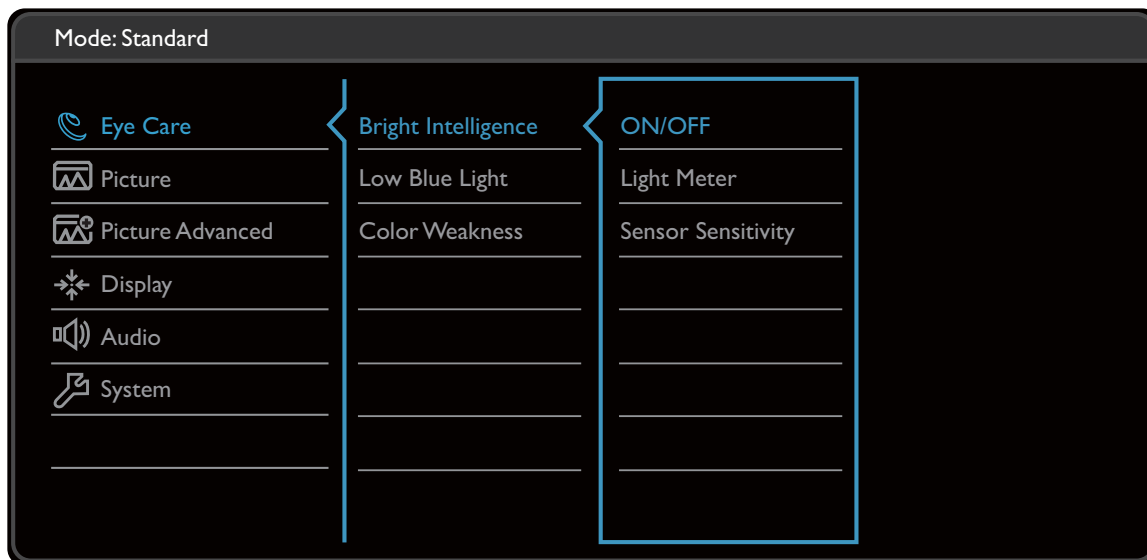 Mode: Standard
Eye Care
Bright Intelligence
ON/OFF
Picture
Low Blue Light
Light Meter
Picture Advanced
Color Weakness
Sensor Sensitivity
Display
Audio
System